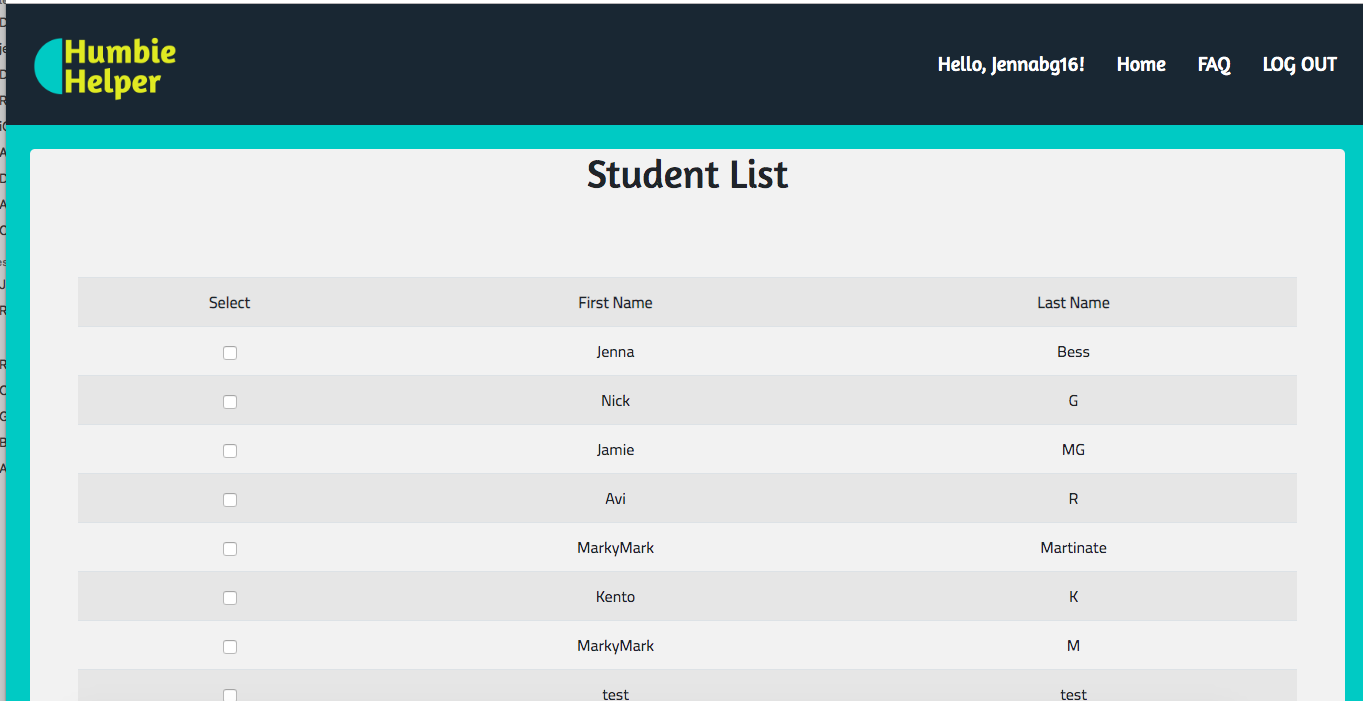 Humbie
Helper
Hello, Jennabg16! Home FAQ LOG OUT
Student List
Select First Name Last Name
Jenna Bess
Nick G
Jamie MG
Avi R
MarkyMark Martinate
Kento K
MarkyMark M
test test